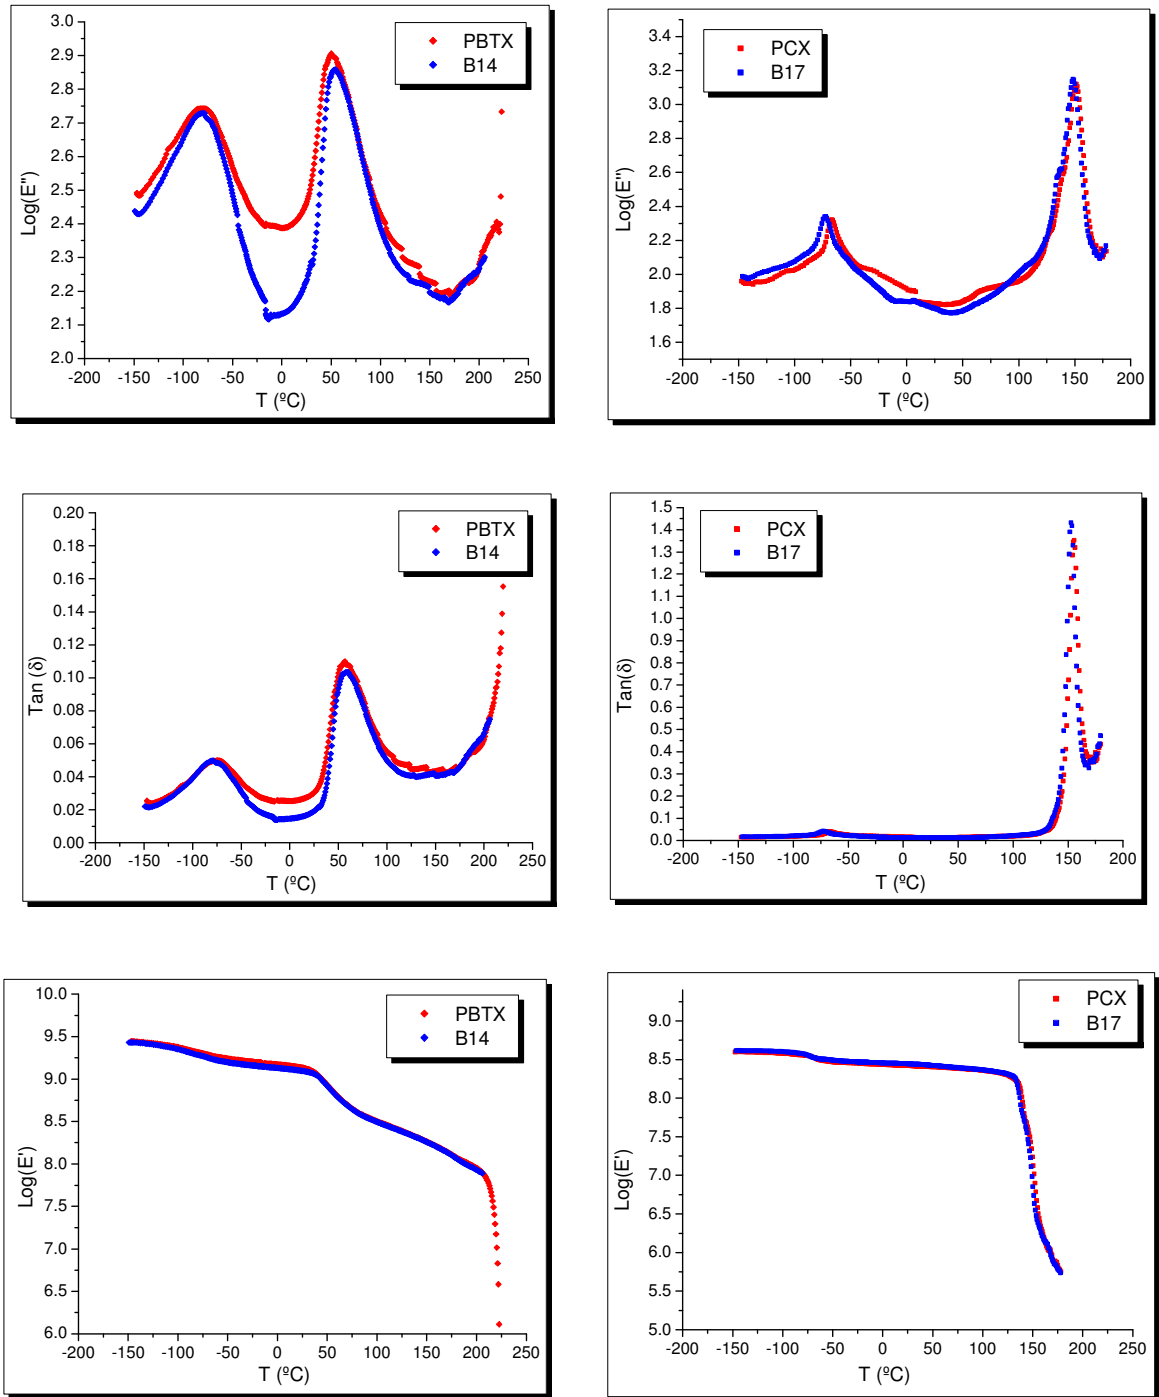 3.0
2.9
2.8
2.7
2.6
2.5
2.4
2.3
2.2
2.1
2.0
-200 -150 -100 -50 0 50 100 150 200 250
Log(E")
T (ºC)
PBTX
B14
3.4
3.2
3.0
2.8
2.6
2.4
2.2
2.0
1.8
1.6
-200 -150 -100 -50 0 50 100 150 200
Log(E")
T (ºC)
PCX
B17
0.20
0.18
0.16
0.14
0.12
0.10
0.08
0.06
0.04
0.02
0.00
-200 -150 -100 -50 0 50 100 150 200 250
Tan (δ)
T (ºC)
PBTX
B14
1.5
1.4
1.3
1.2
1.1
1.0
0.9
0.8
0.7
0.6
0.5
0.4
0.3
0.2
0.1
0.0
-200 -150 -100 -50 0 50 100 150 200
Tan(δ)
T (ºC)
PCX
B17
10.0
9.5
9.0
8.5
8.0
7.5
7.0
6.5
6.0
-200 -150 -100 -50 0 50 100 150 200 250
Log(E')
T (ºC)
PBTX
B14
9.0
8.5
8.0
7.5
7.0
6.5
6.0
5.5
5.0
-200 -150 -100 -50 0 50 100 150 200 250
Log(E')
T (ºC)
PCX
B17